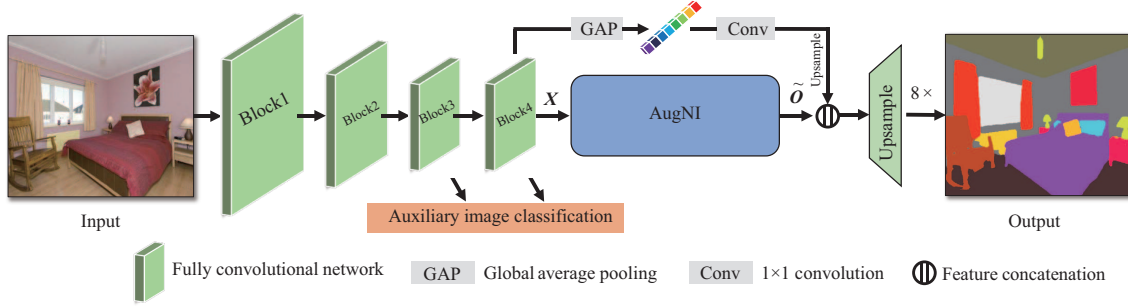 GAP
Conv
Upsample
Block1
Block2
Block3
Block4
X
AugNI
Õ
Upsample
8 ×
Input
Auxiliary image classification
Output
Fully convolutional network
GAP
Global average pooling
Conv
1×1 convolution
Feature concatenation